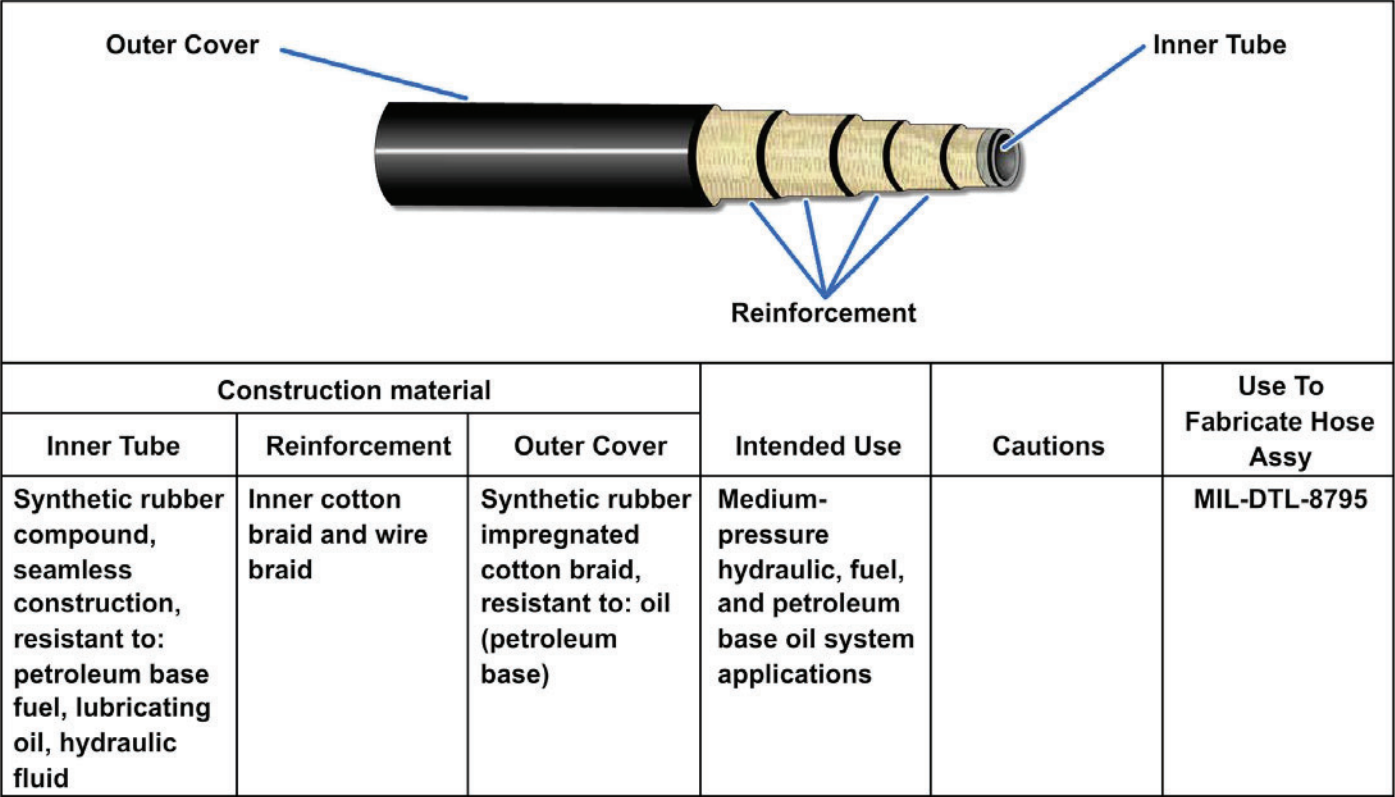 Outer Cover
Inner Tube
Reinforcement
Construction material
Inner Tube
Reinforcement
Outer Cover
Intended Use
Cautions
Use To
Fabricate Hose
Assy
Synthetic rubber
compound,
seamless
construction,
resistant to:
petroleum base
fuel, lubricating
oil, hydraulic
fluid
Inner cotton
braid and wire
braid
Synthetic rubber
impregnated
cotton braid,
resistant to: oil
(petroleum
base)
Medium-
pressure
hydraulic, fuel,
and petroleum
base oil system
applications
MIL-DTL-8795